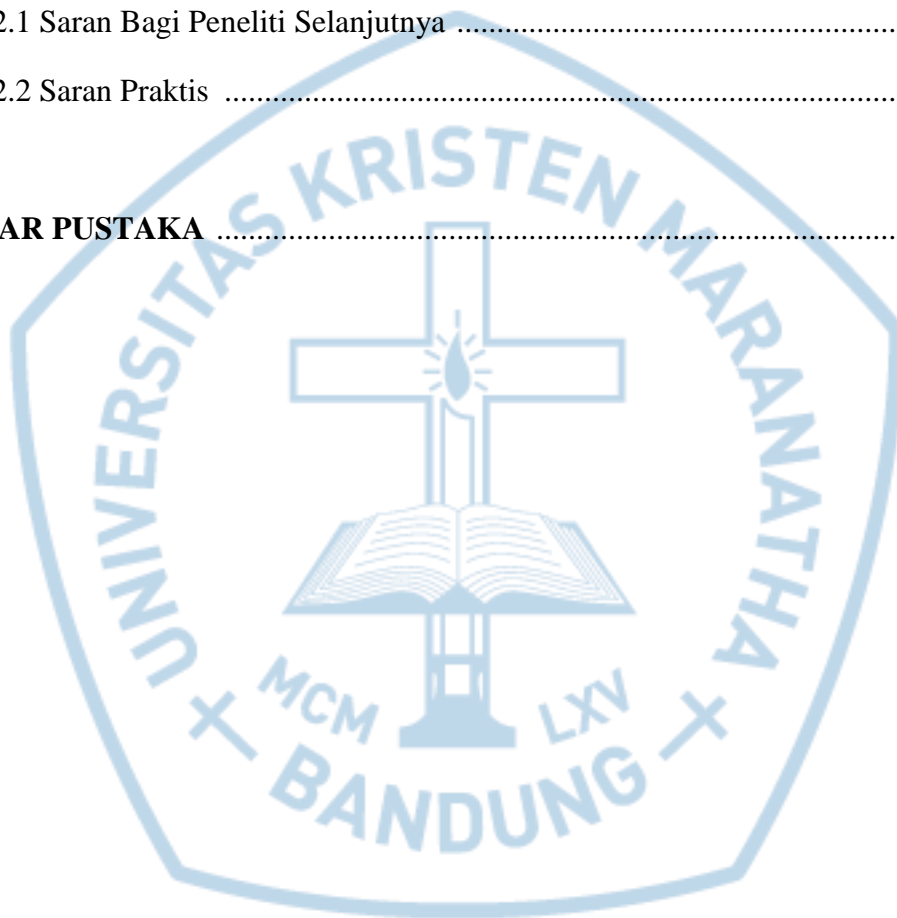 2.1 Saran Bagi Peneliti Selanjutnya ........................................................
2.2 Saran Praktis ......................................................................................
AR PUSTAKA .......................................................................................
UNIVERSITAS KRISTEN MARANATHA
MCM LXV
BANDUNG